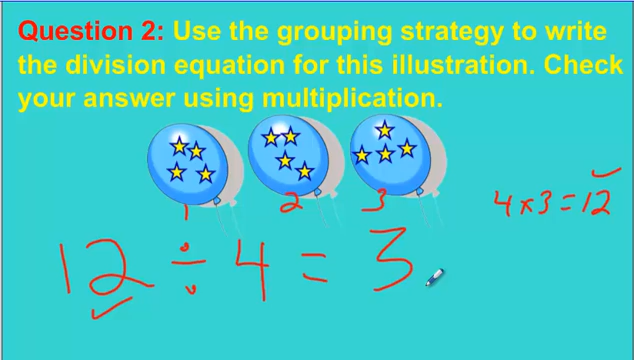 Question 2: Use the grouping strategy to write
the division equation for this illustration. Check
your answer using multiplication.
1 2 3
4 x 3 = 12
12 ÷ 4 = 3